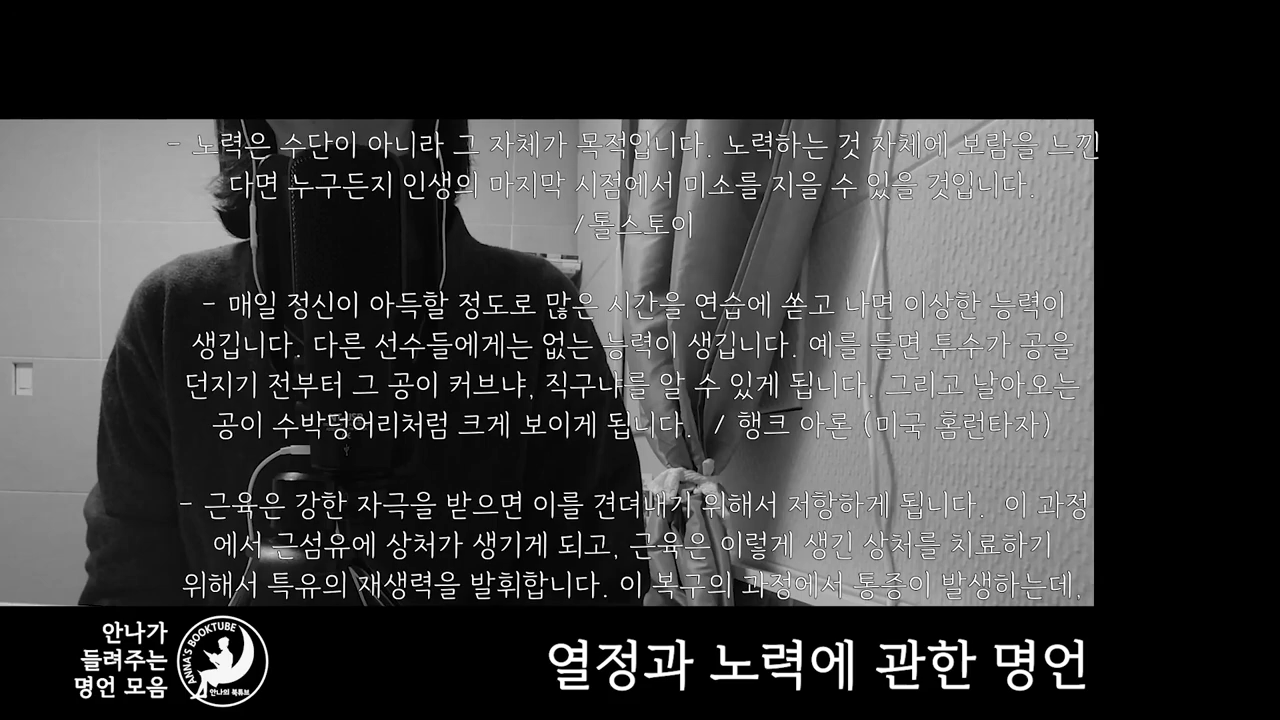 - 노력은 수단이 아니라 그 자체가 목적입니다. 노력하는 것 자체에 보람을 느낀
다면 누구든지 인생의 마지막 시점에서 미소를 지을 수 있을 것입니다.
/톨스토이
- 매일 정신이 아득할 정도로 많은 시간을 연습에 쏟고 나면 이상한 능력이
생깁니다. 다른 선수들에게는 없는 능력이 생깁니다. 예를 들면 투수가 공을
던지기 전부터 그 공이 커브냐, 직구냐를 알 수 있게 됩니다. 그리고 날아오는
공이 수박덩어리처럼 크게 보이게 됩니다. / 행크 아론 (미국 홈런타자)
- 근육은 강한 자극을 받으면 이를 견뎌내기 위해서 저항하게 됩니다. 이 과정
에서 근섬유에 상처가 생기게 되고, 근육은 이렇게 생긴 상처를 치료하기
위해서 특유의 재생력을 발휘합니다. 이 복구의 과정에서 통증이 발생하는데,
안나가
들려주는
명언 모음
ANNA'S BOOKTUBE
안나의 북튜브
열정과 노력에 관한 명언